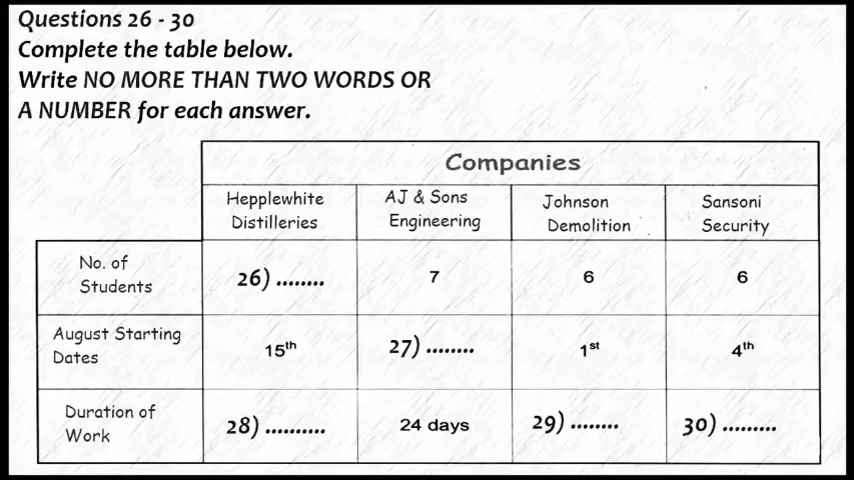 Questions 26 - 30
Complete the table below.
Write NO MORE THAN TWO WORDS OR
A NUMBER for each answer.
Companies
Hepplewhite Distilleries AJ & Sons Engineering Johnson Demolition Sansoni Security
No. of Students 26) ........ 7 6 6
August Starting Dates 15th 27) ........ 1st 4th
Duration of Work 28) .......... 24 days 29) ........ 30) .........